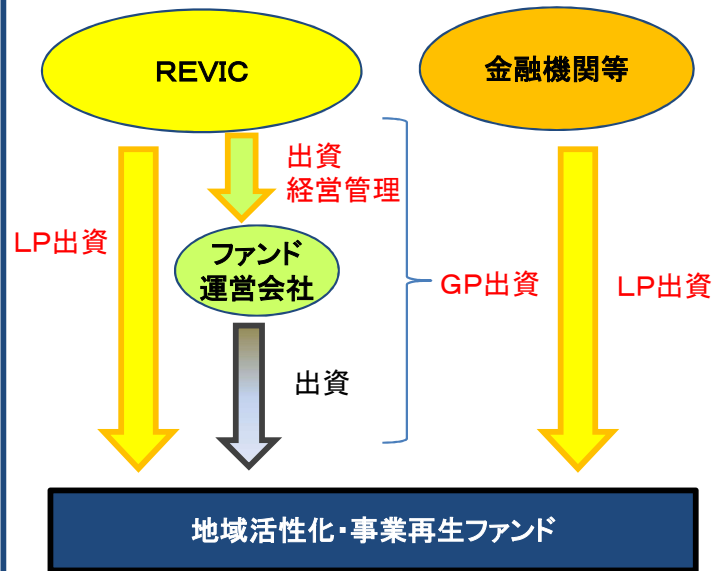 REVIC
金融機関等
出資
経営管理
LP出資
ファンド
運営会社
GP出資
LP出資
出資
地域活性化・事業再生ファンド